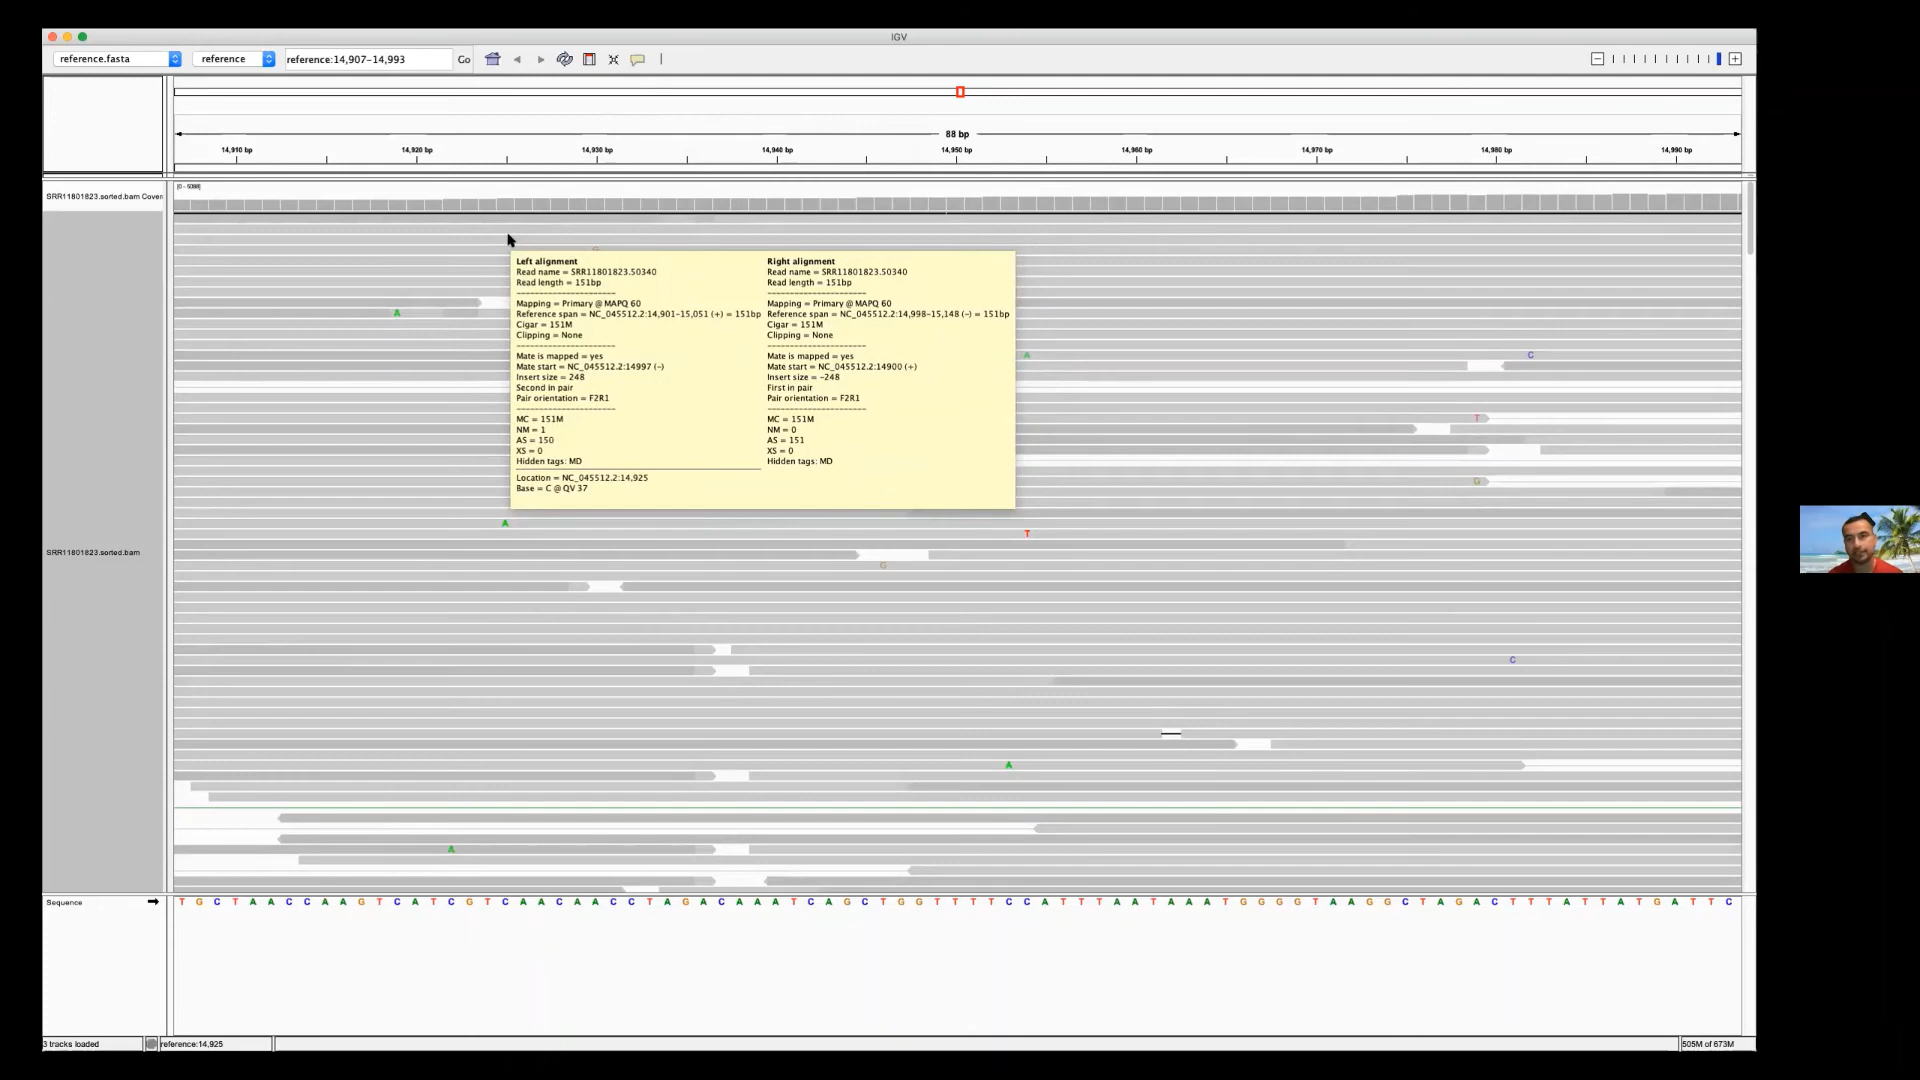 IGV
reference.fasta reference reference:14,907-14,993 Go
88 bp
14,910 bp 14,920 bp 14,930 bp 14,940 bp 14,950 bp 14,960 bp 14,970 bp 14,980 bp 14,990 bp
[0 - 5088]
SRR11801823.sorted.bam Cover
Left alignment
Read name = SRR11801823.50340
Read length = 151bp
----------------------
Mapping = Primary @ MAPQ 60
Reference span = NC_045512.2:14,901-15,051 (+) = 151bp
Cigar = 151M
Clipping = None
----------------------
Mate is mapped = yes
Mate start = NC_045512.2:14997 (-)
Insert size = 248
Second in pair
Pair orientation = F2R1
----------------------
MC = 151M
NM = 1
AS = 150
XS = 0
Hidden tags: MD
Location = NC_045512.2:14,925
Base = C @ QV 37
Right alignment
Read name = SRR11801823.50340
Read length = 151bp
----------------------
Mapping = Primary @ MAPQ 60
Reference span = NC_045512.2:14,998-15,148 (-) = 151bp
Cigar = 151M
Clipping = None
----------------------
Mate is mapped = yes
Mate start = NC_045512.2:14900 (+)
Insert size = -248
First in pair
Pair orientation = F2R1
----------------------
MC = 151M
NM = 0
AS = 151
XS = 0
Hidden tags: MD
A
A C
T
G
A
T
SRR11801823.sorted.bam
G
C
A
A
Sequence T G C T A A C C A A G T C A T C G T C A A C A A C C T A G A C A A A T C A G C T G G T T T T C C A T T T A A T A A A T G G G G T A A G G C T A G A C T T T A T T A T G A T T C
3 tracks loaded reference:14,925 505M of 673M